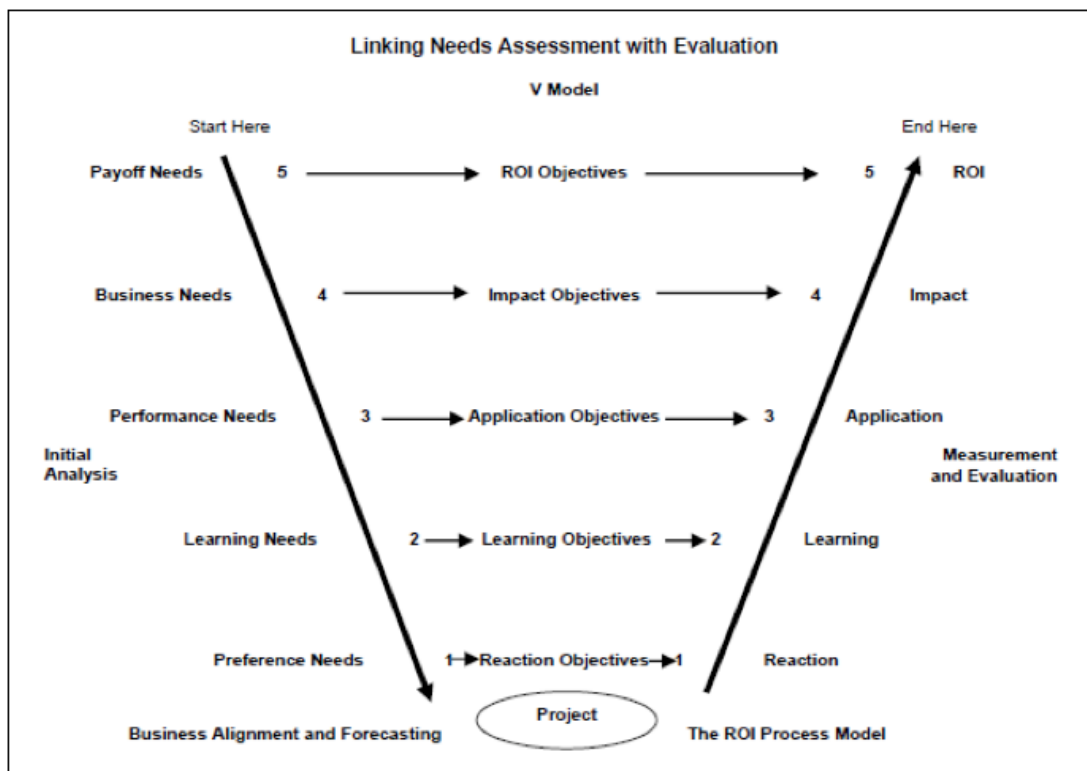 Linking Needs Assessment with Evaluation
V Model
Start Here End Here
Payoff Needs 5 ROI Objectives 5 ROI
Business Needs 4 Impact Objectives 4 Impact
Performance Needs 3 Application Objectives 3 Application
Initial
Analysis
Measurement
and Evaluation
Learning Needs 2 Learning Objectives 2 Learning
Preference Needs 1 Reaction Objectives 1 Reaction
Project
Business Alignment and Forecasting The ROI Process Model